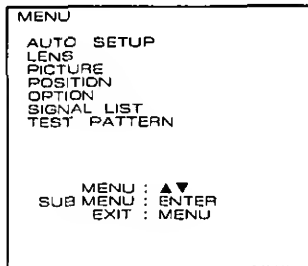 MENU
AUTO SETUP
LENS
PICTURE
POSITION
OPTION
SIGNAL LIST
TEST PATTERN
MENU : ▲▼
SUB MENU : ENTER
EXIT : MENU